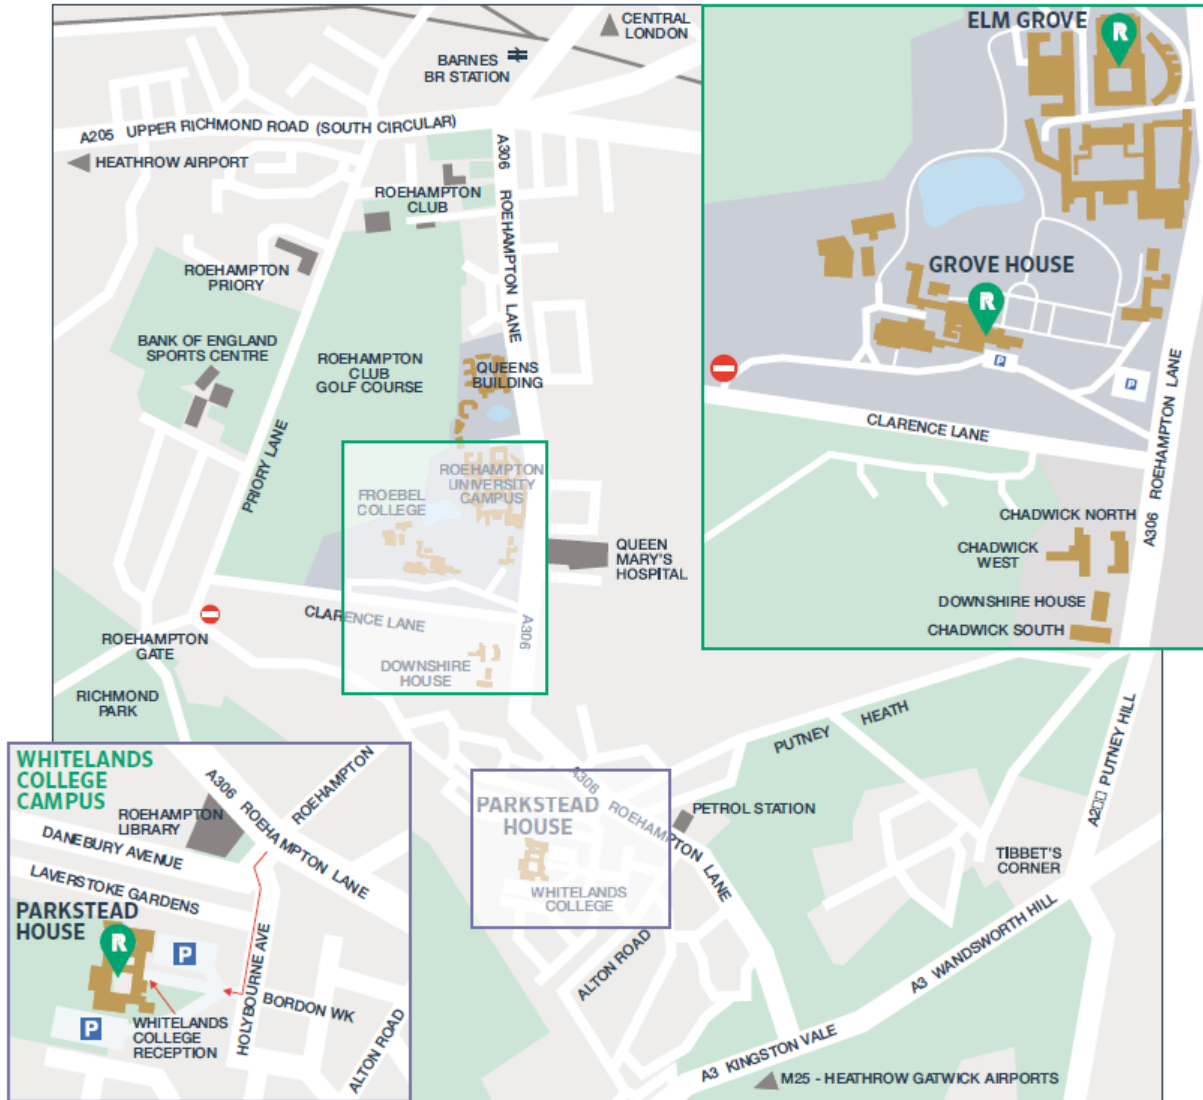 CENTRAL
LONDON
BARNES
BR STATION
A205 UPPER RICHMOND ROAD (SOUTH CIRCULAR)
HEATHROW AIRPORT
A306 ROEHAMPTON LANE
ROEHAMPTON
CLUB
ROEHAMPTON
PRIORY
BANK OF ENGLAND
SPORTS CENTRE
ROEHAMPTON
CLUB
GOLF COURSE
QUEENS
BUILDING
PRIORY LANE
ROEHAMPTON
UNIVERSITY
CAMPUS
FROEBEL
COLLEGE
QUEEN
MARY'S
HOSPITAL
CLARENCE LANE
A306
ROEHAMPTON
GATE
DOWNSHIRE
HOUSE
RICHMOND
PARK
ELM GROVE
R
GROVE HOUSE
R
P
P
CLARENCE LANE
A306 ROEHAMPTON LANE
CHADWICK NORTH
CHADWICK
WEST
DOWNSHIRE HOUSE
CHADWICK SOUTH
PUTNEY HEATH
A2 PUTNEY HILL
A306 ROEHAMPTON LANE
PARKSTEAD
HOUSE
PETROL STATION
WHITELANDS
COLLEGE
TIBBET'S
CORNER
ALTON ROAD
A3 WANDSWORTH HILL
A3 KINGSTON VALE
M25 - HEATHROW GATWICK AIRPORTS
WHITELANDS
COLLEGE
CAMPUS
A306 ROEHAMPTON LANE
ROEHAMPTON
ROEHAMPTON
LIBRARY
DANEBURY AVENUE
LAVERSTOKE GARDENS
PARKSTEAD
HOUSE
R
P
P
HOLYBOURNE AVE
BORDON WK
WHITELANDS
COLLEGE
RECEPTION
ALTON ROAD